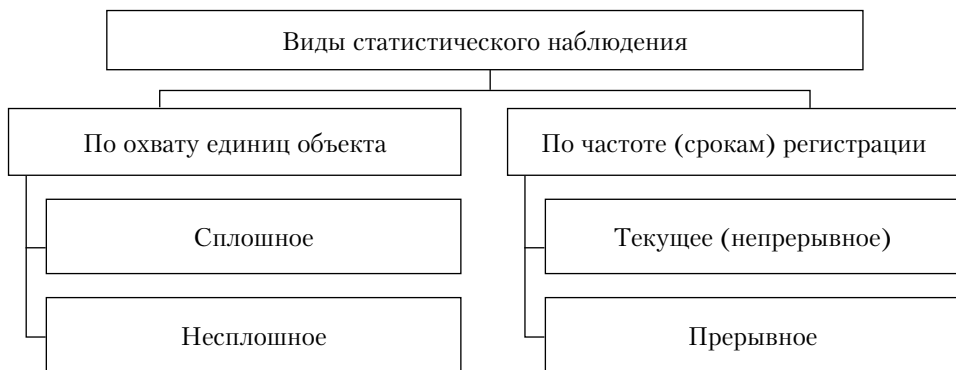 Виды статистического наблюдения
По охвату единиц объекта
Сплошное
Несплошное
По частоте (срокам) регистрации
Текущее (непрерывное)
Прерывное